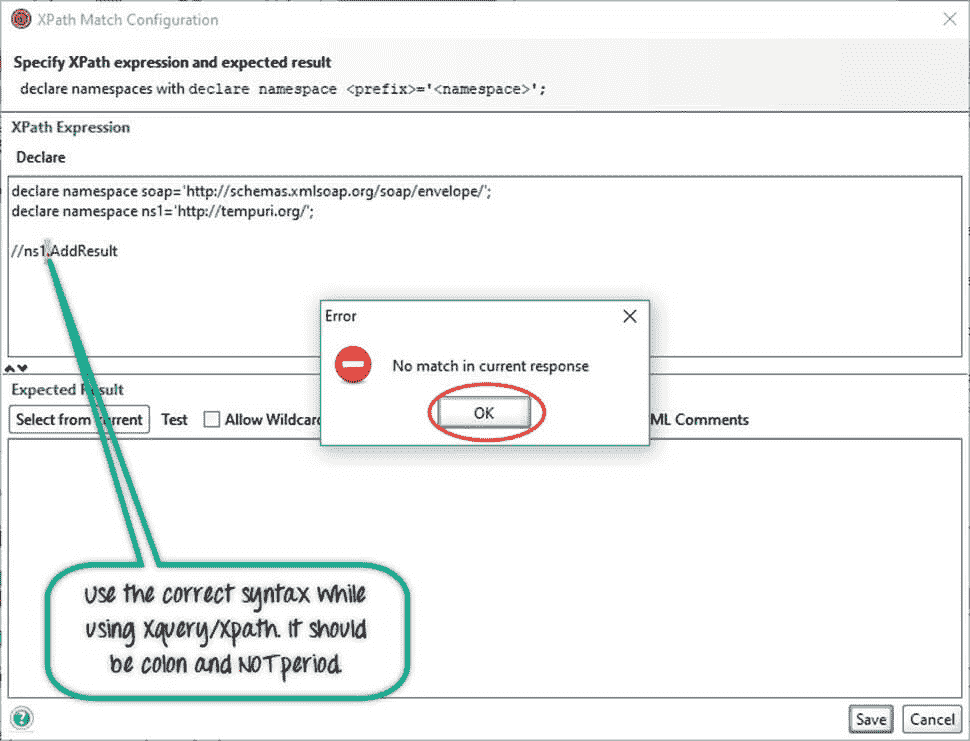 XPath Match Configuration
Specify XPath expression and expected result
declare namespaces with declare namespace <prefix>='<namespace>';
XPath Expression
Declare
declare namespace soap='http://schemas.xmlsoap.org/soap/envelope/';
declare namespace ns1='http://tempuri.org/';
//ns1.AddResult
Error
No match in current response
OK
Expected Result
Select from current Test Allow Wildcard ML Comments
use the correct syntax while
using Xquery/Xpath. It should
be colon and NOT period.
? Save Cancel